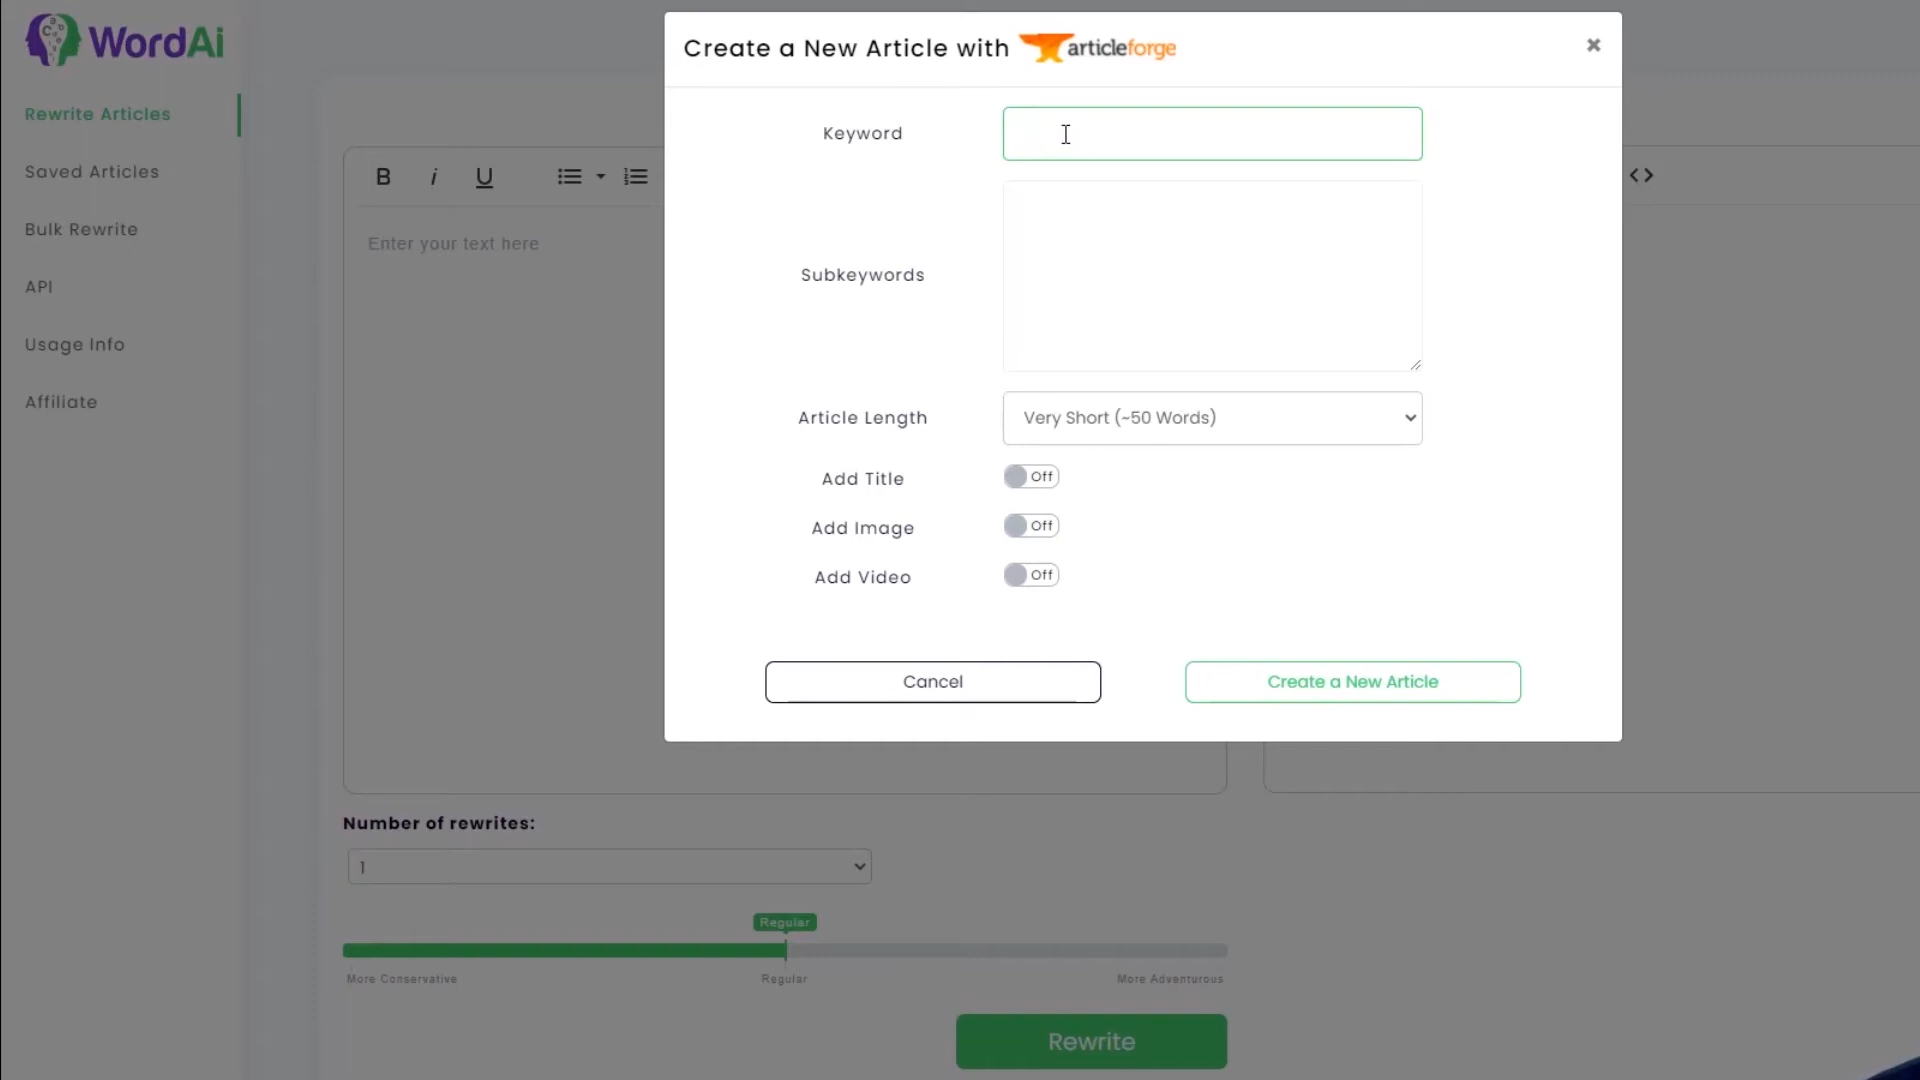 WordAi
Create a New Article with articleforge
Rewrite Articles
Keyword
Saved Articles
B i U
Bulk Rewrite
Enter your text here
Subkeywords
API
Usage Info
Affiliate
Article Length
Very Short (~50 Words)
Add Title
Off
Add Image
Off
Add Video
Off
Cancel
Create a New Article
Number of rewrites:
1
Regular
More Conservative
Regular
More Adventurous
Rewrite